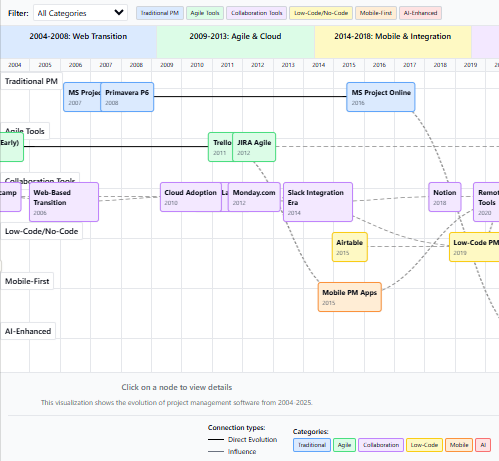 Filter: All Categories Traditional PM Agile Tools Collaboration Tools Low-Code/No-Code Mobile-First AI-Enhanced
2004-2008: Web Transition 2009-2013: Agile & Cloud 2014-2018: Mobile & Integration
2004 2005 2006 2007 2008 2009 2010 2011 2012 2013 2014 2015 2016 2017 2018 2019 2020
Traditional PM
MS Projec
2007
Primavera P6
2008
MS Project Online
2016
Agile Tools
Early)
Trello
2011
JIRA Agile
2012
Collaboration Tools
camp
Web-Based
Transition
2006
Cloud Adoption
2010
Monday.com
2012
Slack Integration
Era
2014
Notion
2018
Remot
Tools
2020
Low-Code/No-Code
Airtable
2015
Low-Code PM
2019
Mobile-First
Mobile PM Apps
2015
AI-Enhanced
Click on a node to view details
This visualization shows the evolution of project management software from 2004-2025.
Connection types:
Direct Evolution
Influence
Categories:
Traditional Agile Collaboration Low-Code Mobile AI